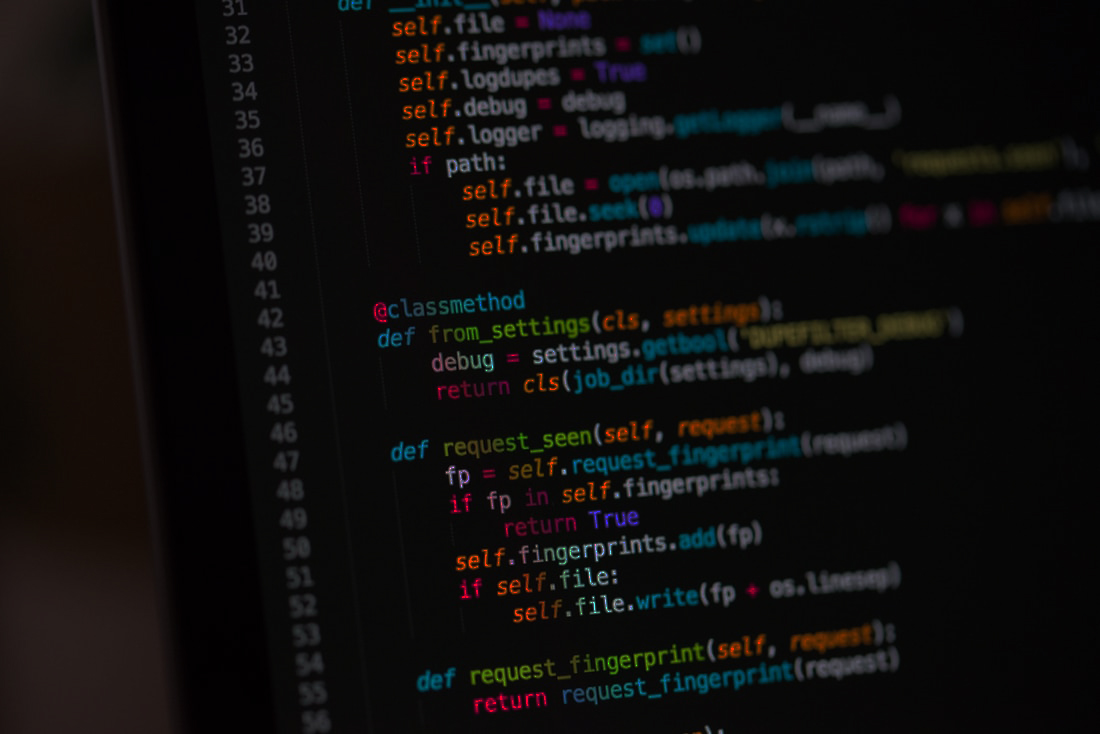 31 def __init__(self,
32 self.file = None
33 self.fingerprints = set()
34 self.logdupes = True
35 self.debug = debug
36 self.logger = logging.getLogger(__name__)
37 if path:
38 self.file = open(os.path.join(path, 'requests.seen'),
39 self.file.seek(0)
40 self.fingerprints.update(x.rstrip() for x in self.file
41
42 @classmethod
43 def from_settings(cls, settings):
44 debug = settings.getbool('DUPEFILTER_DEBUG')
45 return cls(job_dir(settings), debug)
46
47 def request_seen(self, request):
48 fp = self.request_fingerprint(request)
49 if fp in self.fingerprints:
50 return True
51 self.fingerprints.add(fp)
52 if self.file:
53 self.file.write(fp + os.linesep)
54
55 def request_fingerprint(self, request):
56 return request_fingerprint(request)